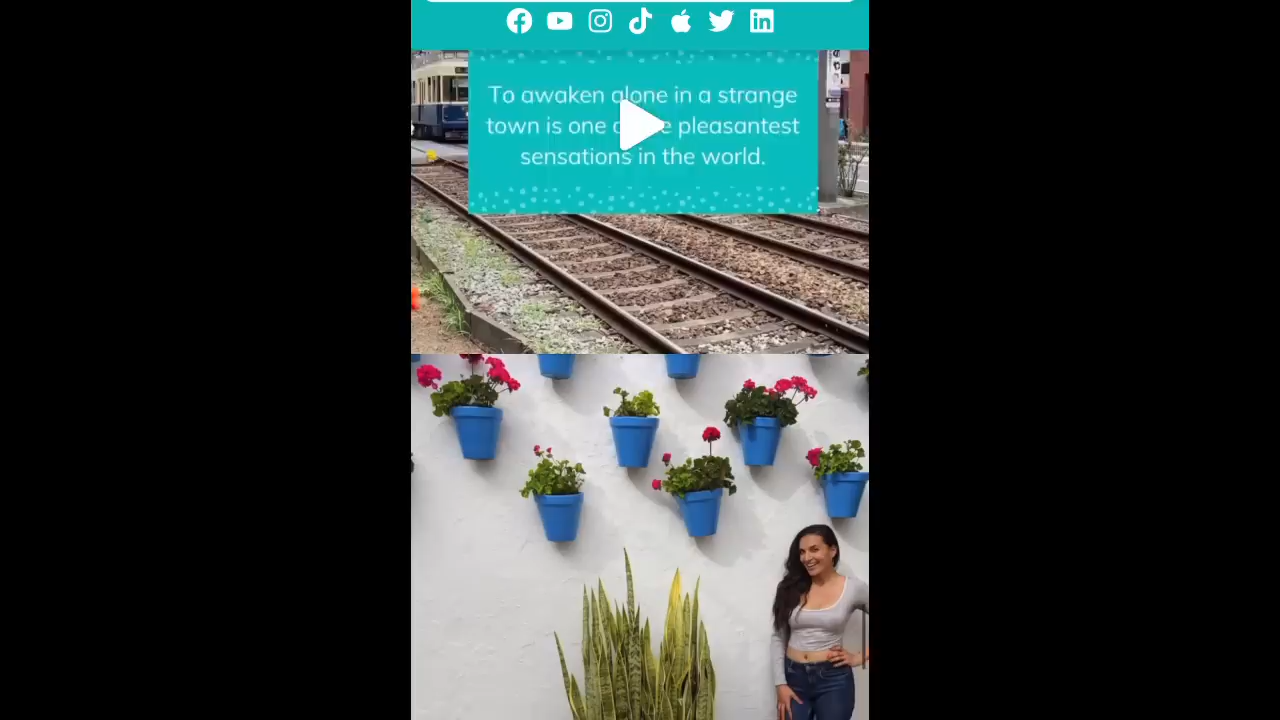 To awaken alone in a strange
town is one pleasantest
sensations in the world.